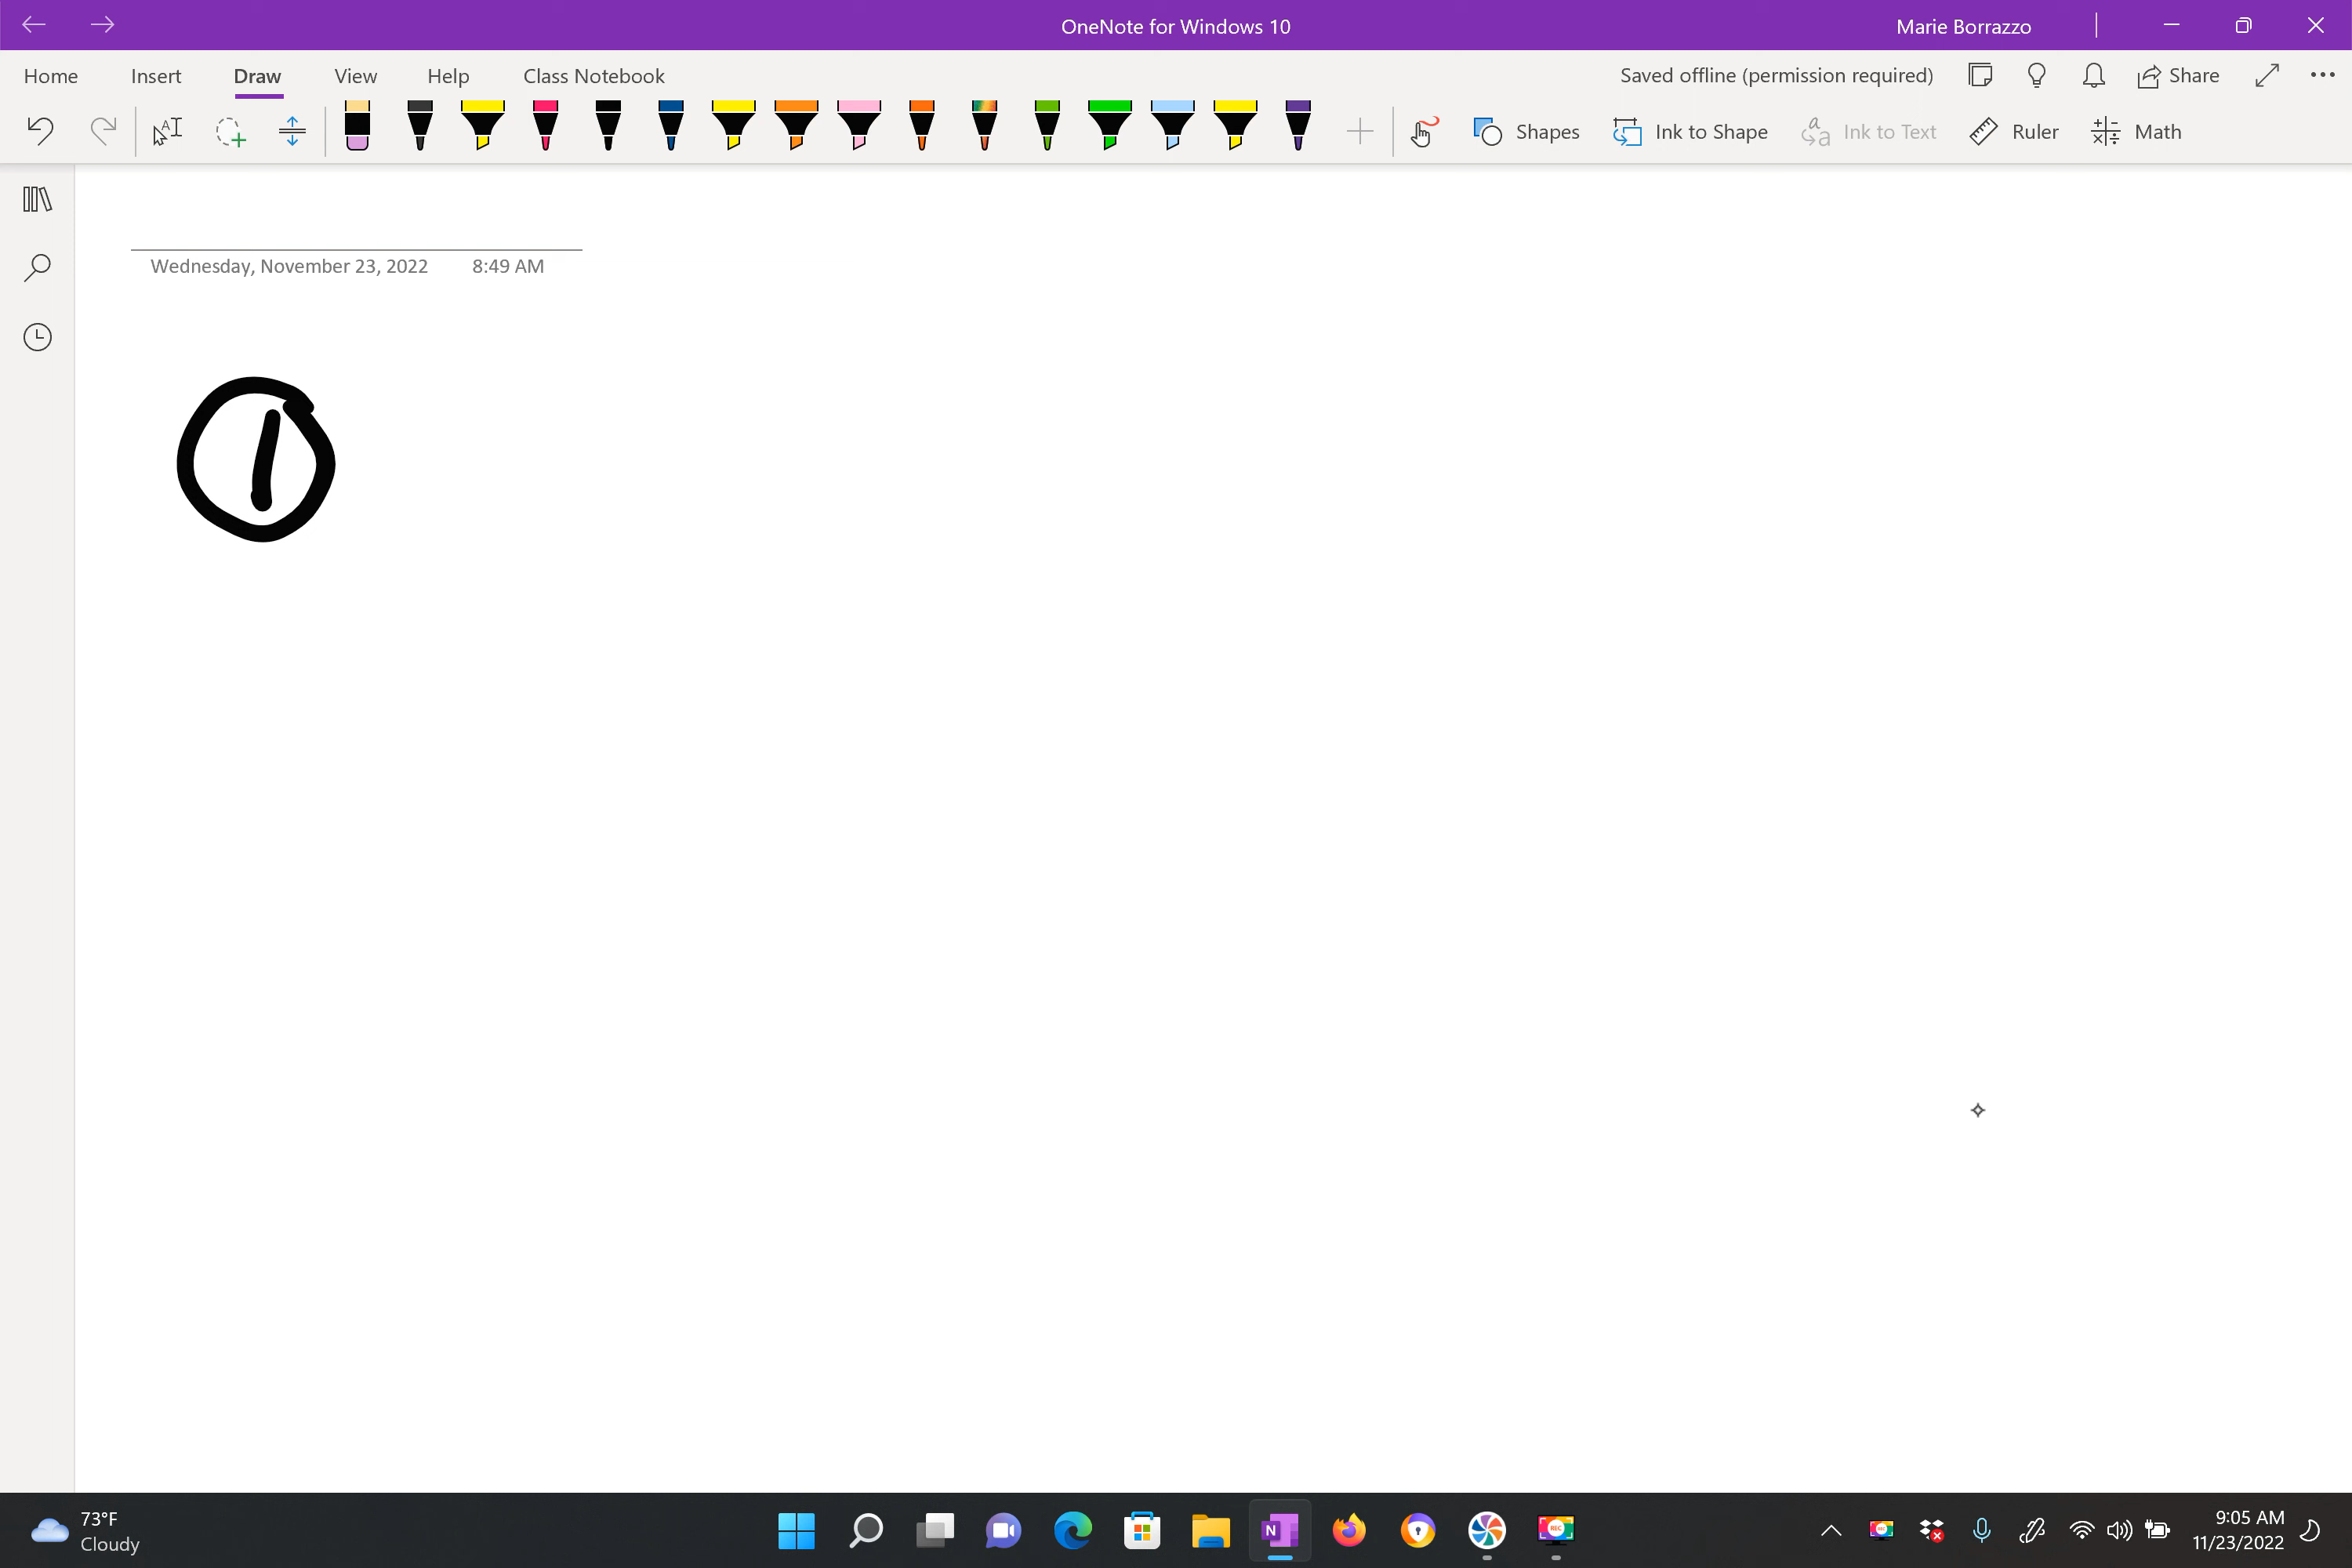 OneNote for Windows 10 Marie Borrazzo
Home Insert Draw View Help Class Notebook Saved offline (permission required) Share
Shapes Ink to Shape Ink to Text Ruler Math
Wednesday, November 23, 2022 8:49 AM
1
73°F
Cloudy
9:05 AM
11/23/2022